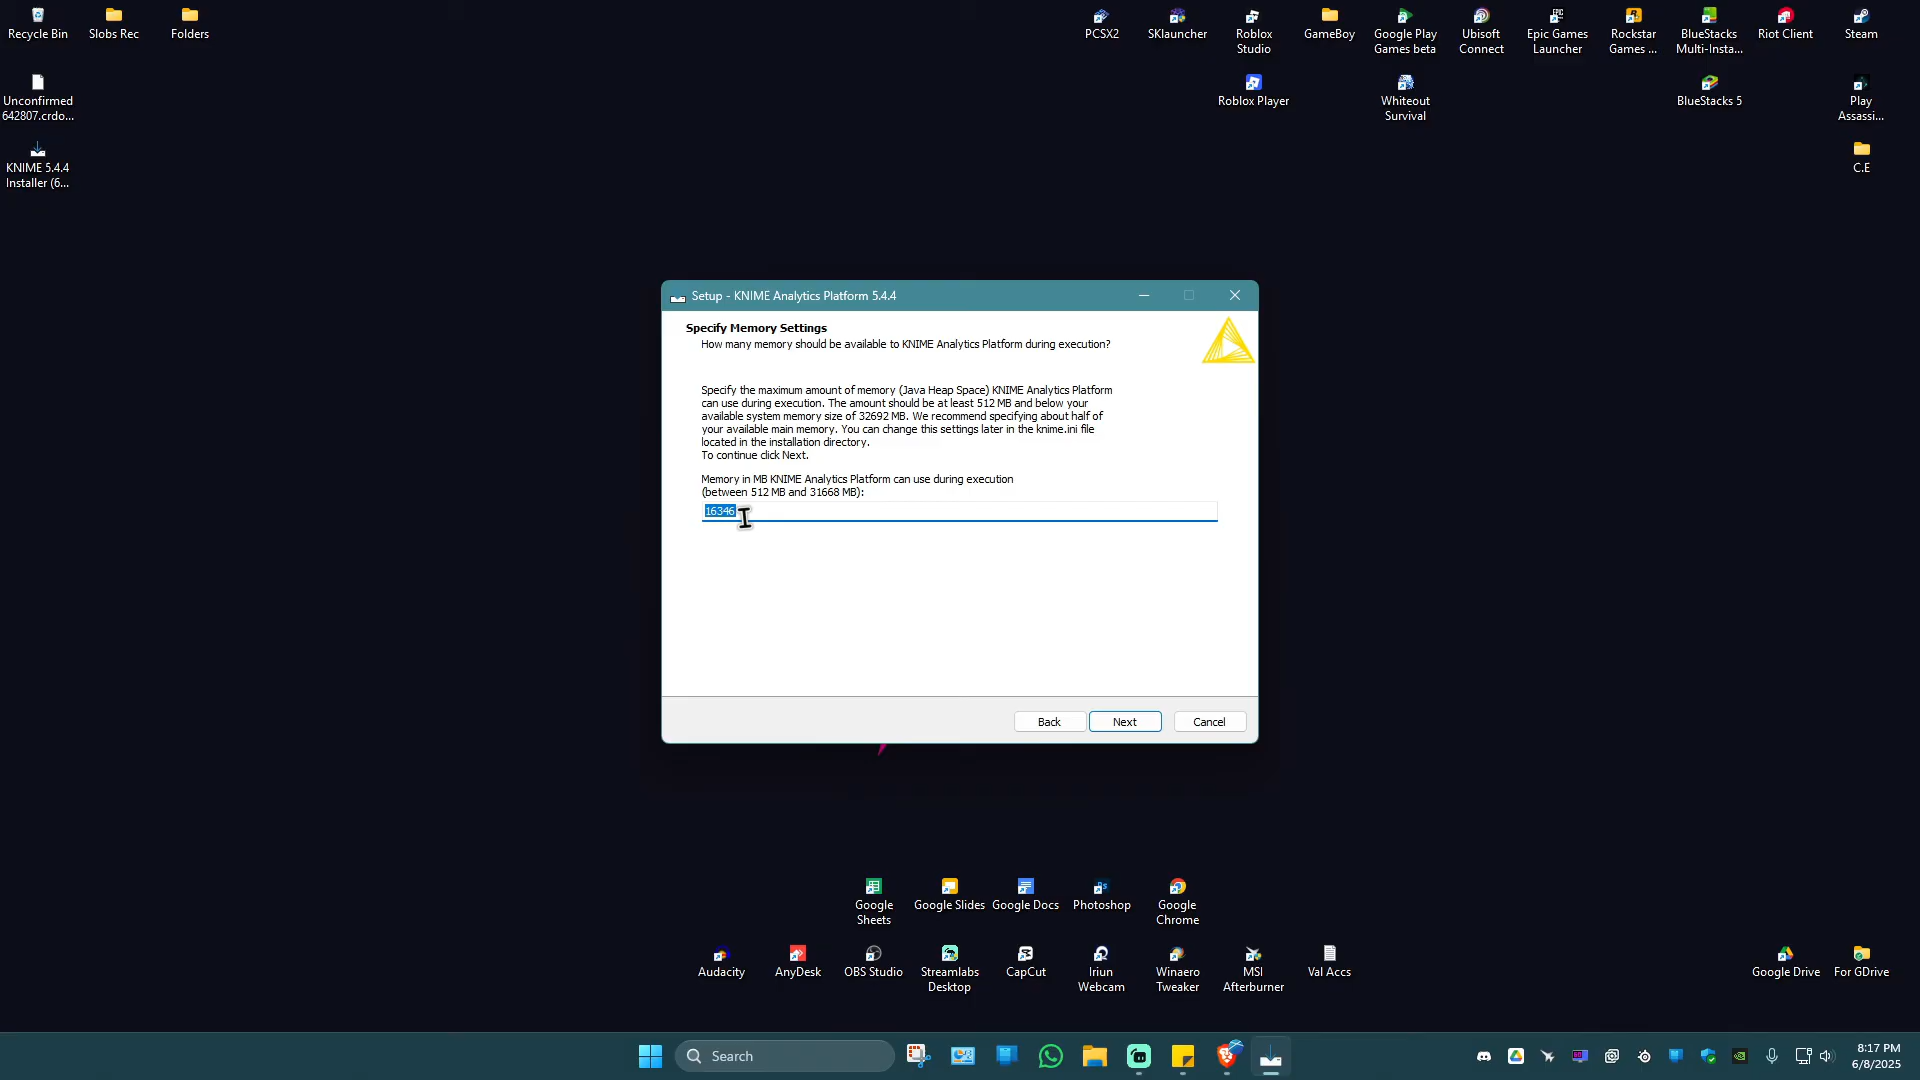 Recycle Bin
Slobs Rec
Folders
PCSX2
SKlauncher
Roblox
Studio
GameBoy
Google Play
Games beta
Ubisoft
Connect
Epic Games
Launcher
Rockstar
Games ...
BlueStacks
Multi-Insta...
Riot Client
Steam
Unconfirmed
642807.crdo...
Roblox Player
Whiteout
Survival
BlueStacks 5
Play
Assassi...
KNIME 5.4.4
Installer (6...
C.E
Setup - KNIME Analytics Platform 5.4.4
Specify Memory Settings
How many memory should be available to KNIME Analytics Platform during execution?
Specify the maximum amount of memory (Java Heap Space) KNIME Analytics Platform
can use during execution. The amount should be at least 512 MB and below your
available system memory size of 32692 MB. We recommend specifying about half of
your available main memory. You can change this settings later in the knime.ini file
located in the installation directory.
To continue click Next.
Memory in MB KNIME Analytics Platform can use during execution
(between 512 MB and 31668 MB):
16346
Back
Next
Cancel
Google
Sheets
Google Slides
Google Docs
Photoshop
Google
Chrome
Audacity
AnyDesk
OBS Studio
Streamlabs
Desktop
CapCut
Iriun
Webcam
Winaero
Tweaker
MSI
Afterburner
Val Accs
Google Drive
For GDrive
Search
8:17 PM
6/8/2025